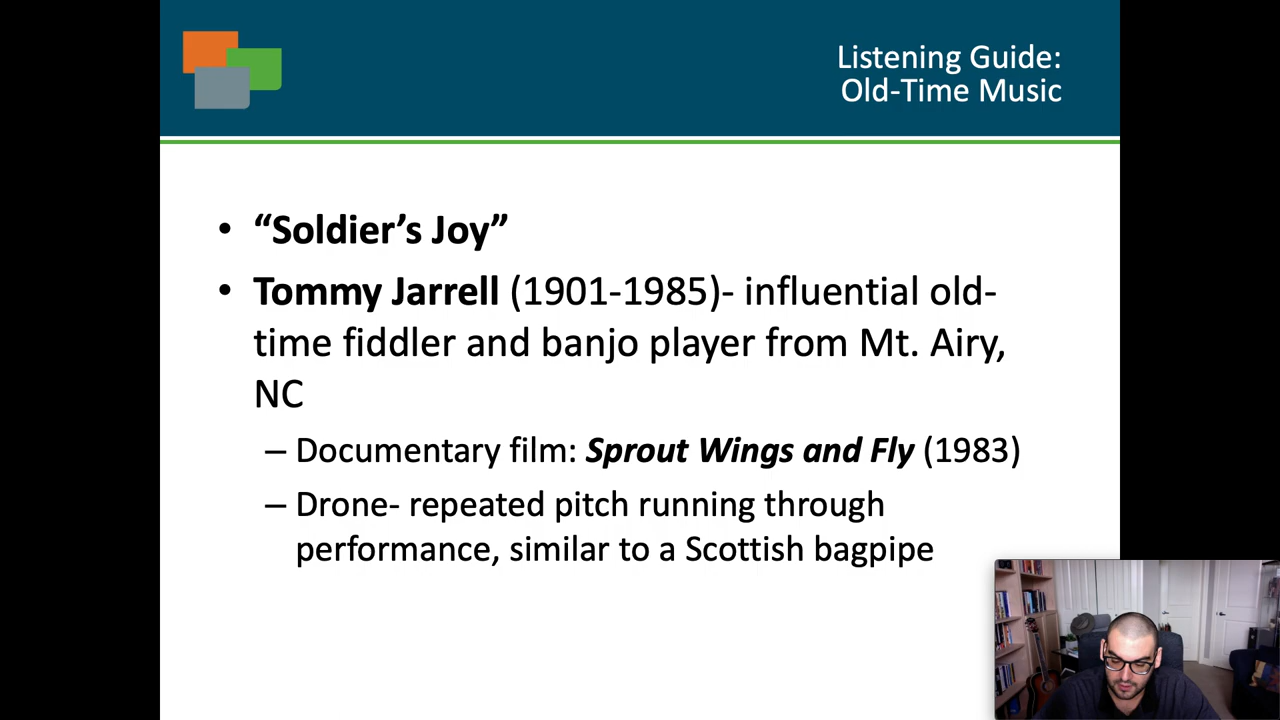 Listening Guide:
Old-Time Music
• “Soldier’s Joy”
• Tommy Jarrell (1901-1985)- influential old-
time fiddler and banjo player from Mt. Airy,
NC
– Documentary film: Sprout Wings and Fly (1983)
– Drone- repeated pitch running through
performance, similar to a Scottish bagpipe